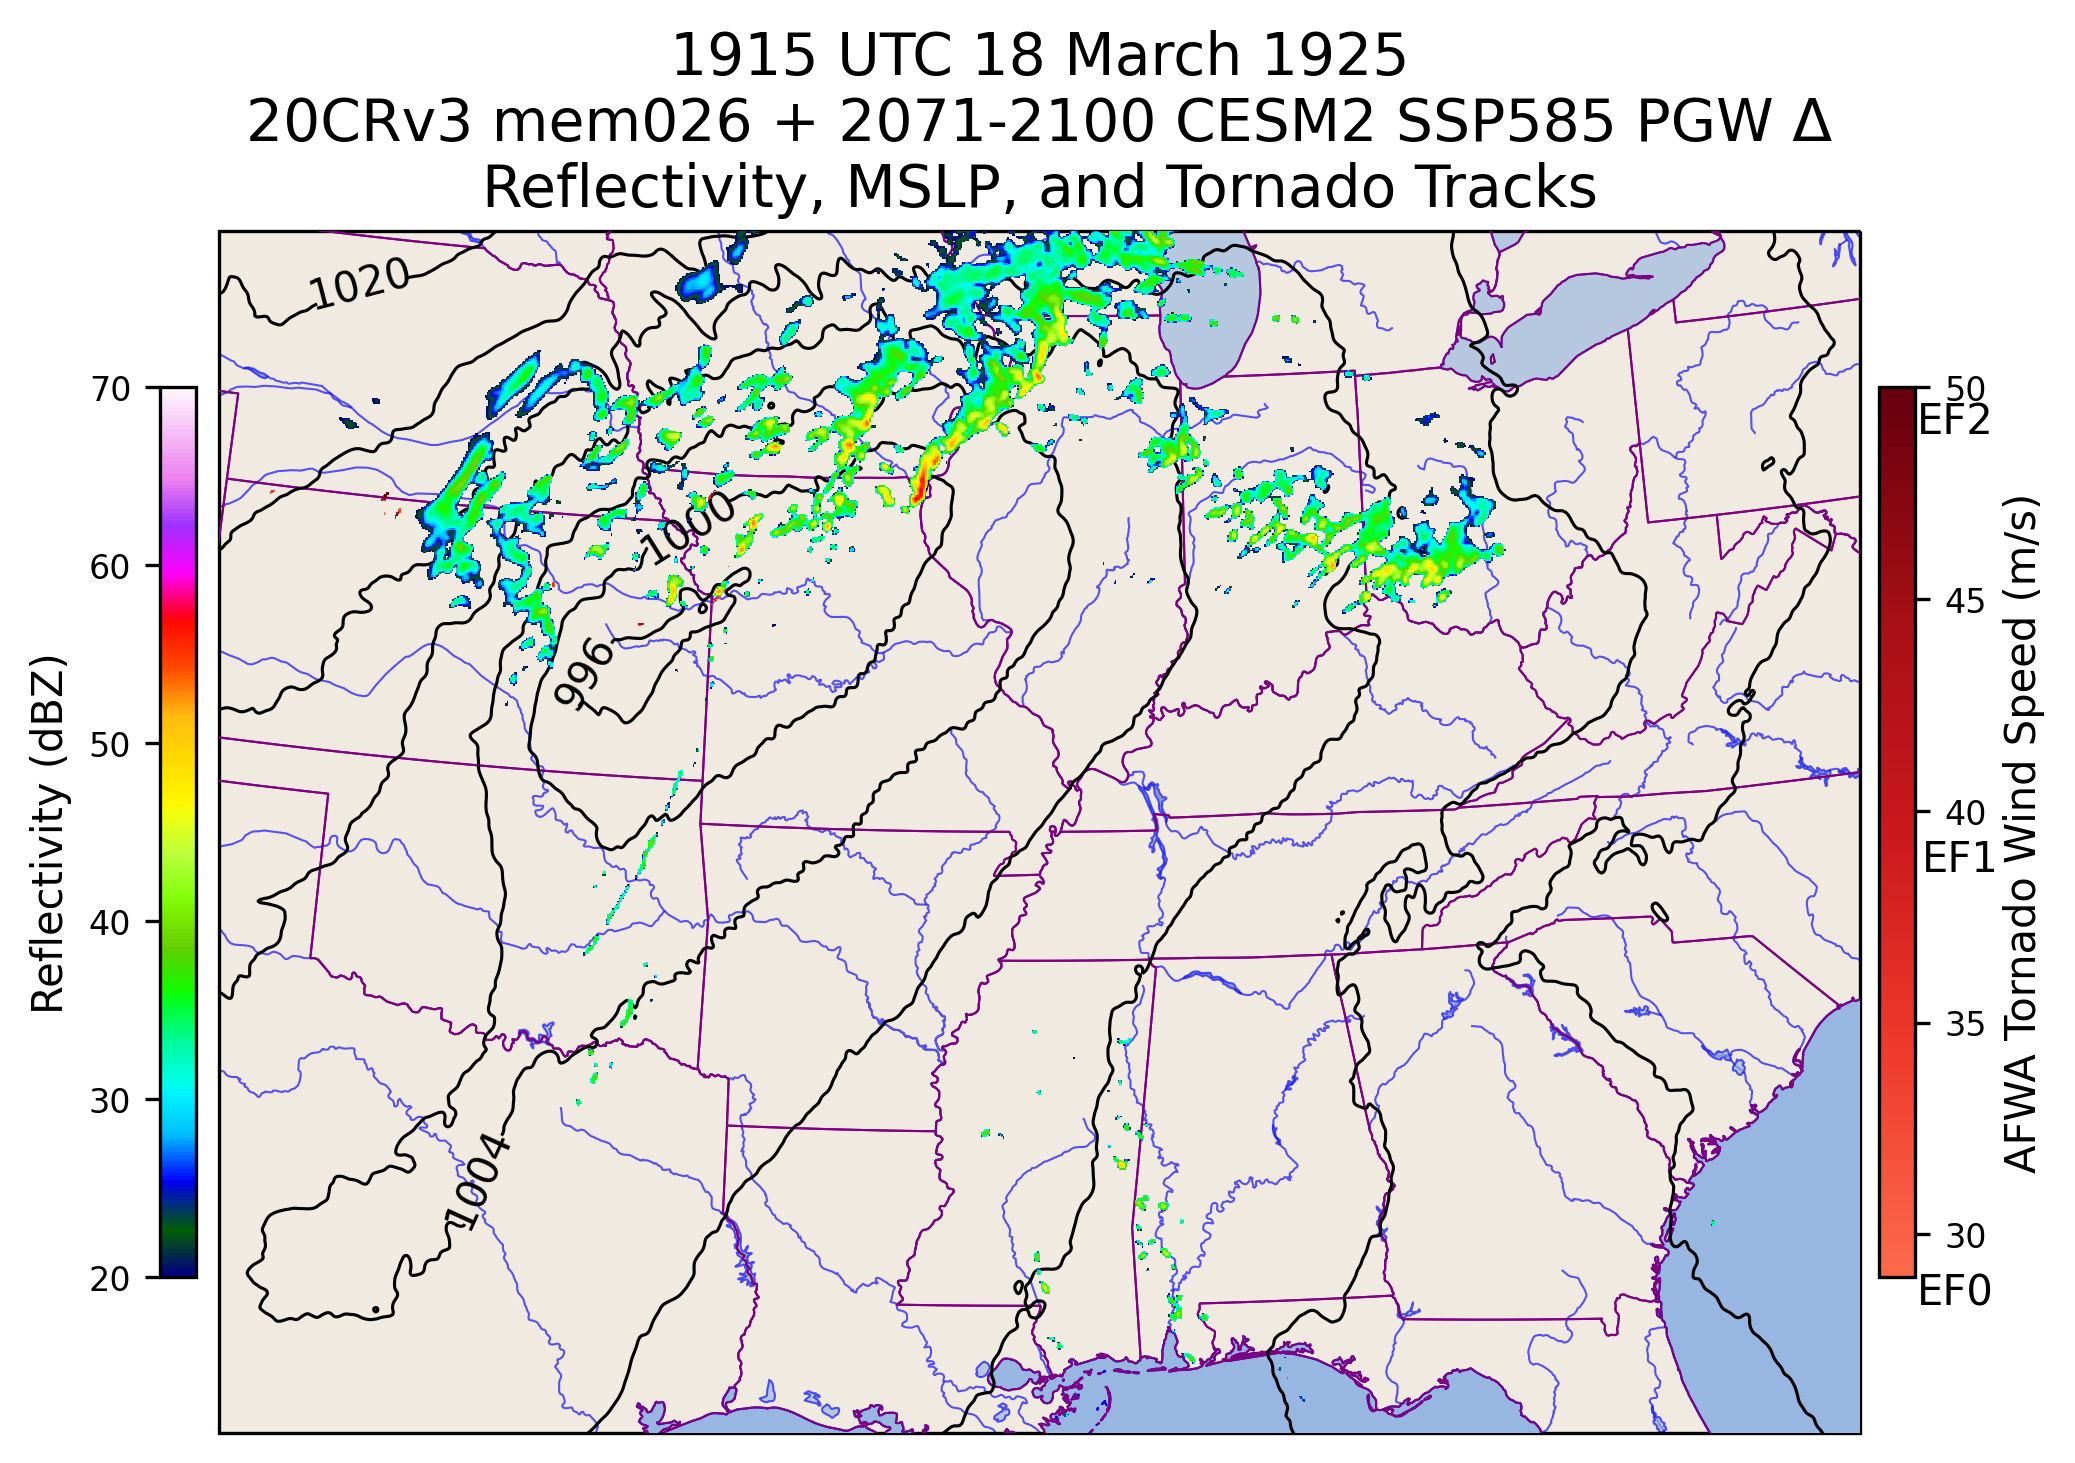 1915 UTC 18 March 1925
20CRv3 mem026 + 2071-2100 CESM2 SSP585 PGW Δ
Reflectivity, MSLP, and Tornado Tracks
1020
1000
996
1004
70
60
50
40
30
20
Reflectivity (dBZ)
50
EF2
45
40
EF1
35
30
EF0
AFWA Tornado Wind Speed (m/s)